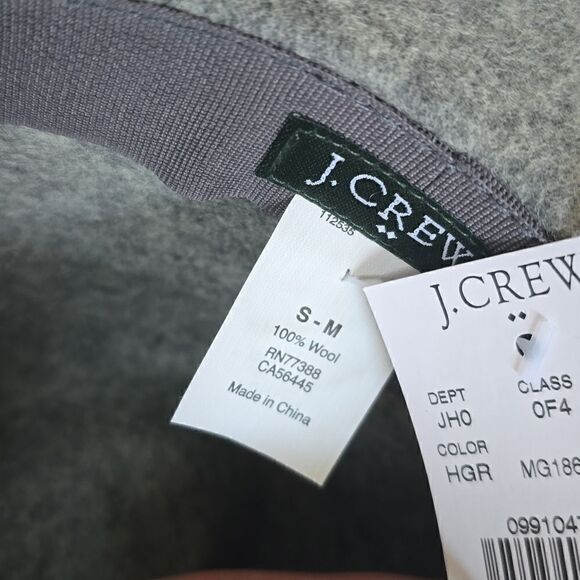 J.CREW
112535
S - M
100% Wool
RN77388
CA56445
Made in China
J.CREW
DEPT CLASS
JH0 0F4
COLOR
HGR MG186
099104